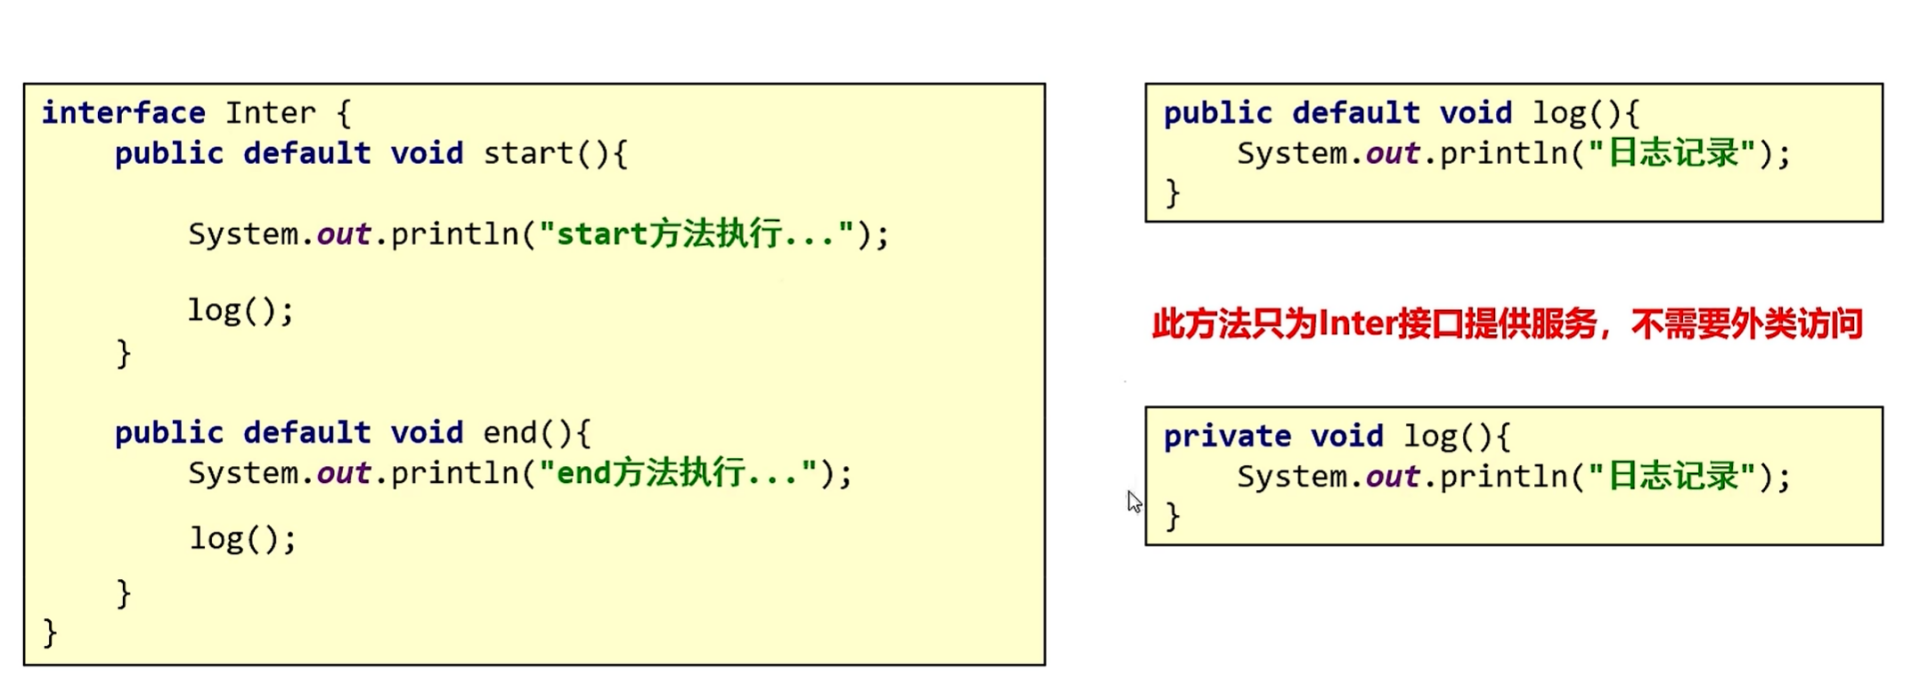 interface Inter {
public default void start(){
System.out.println("start方法执行...");
log();
}
public default void end(){
System.out.println("end方法执行...");
log();
}
}
public default void log(){
System.out.println("日志记录");
}
此方法只为Inter接口提供服务，不需要外类访问
private void log(){
System.out.println("日志记录");
}